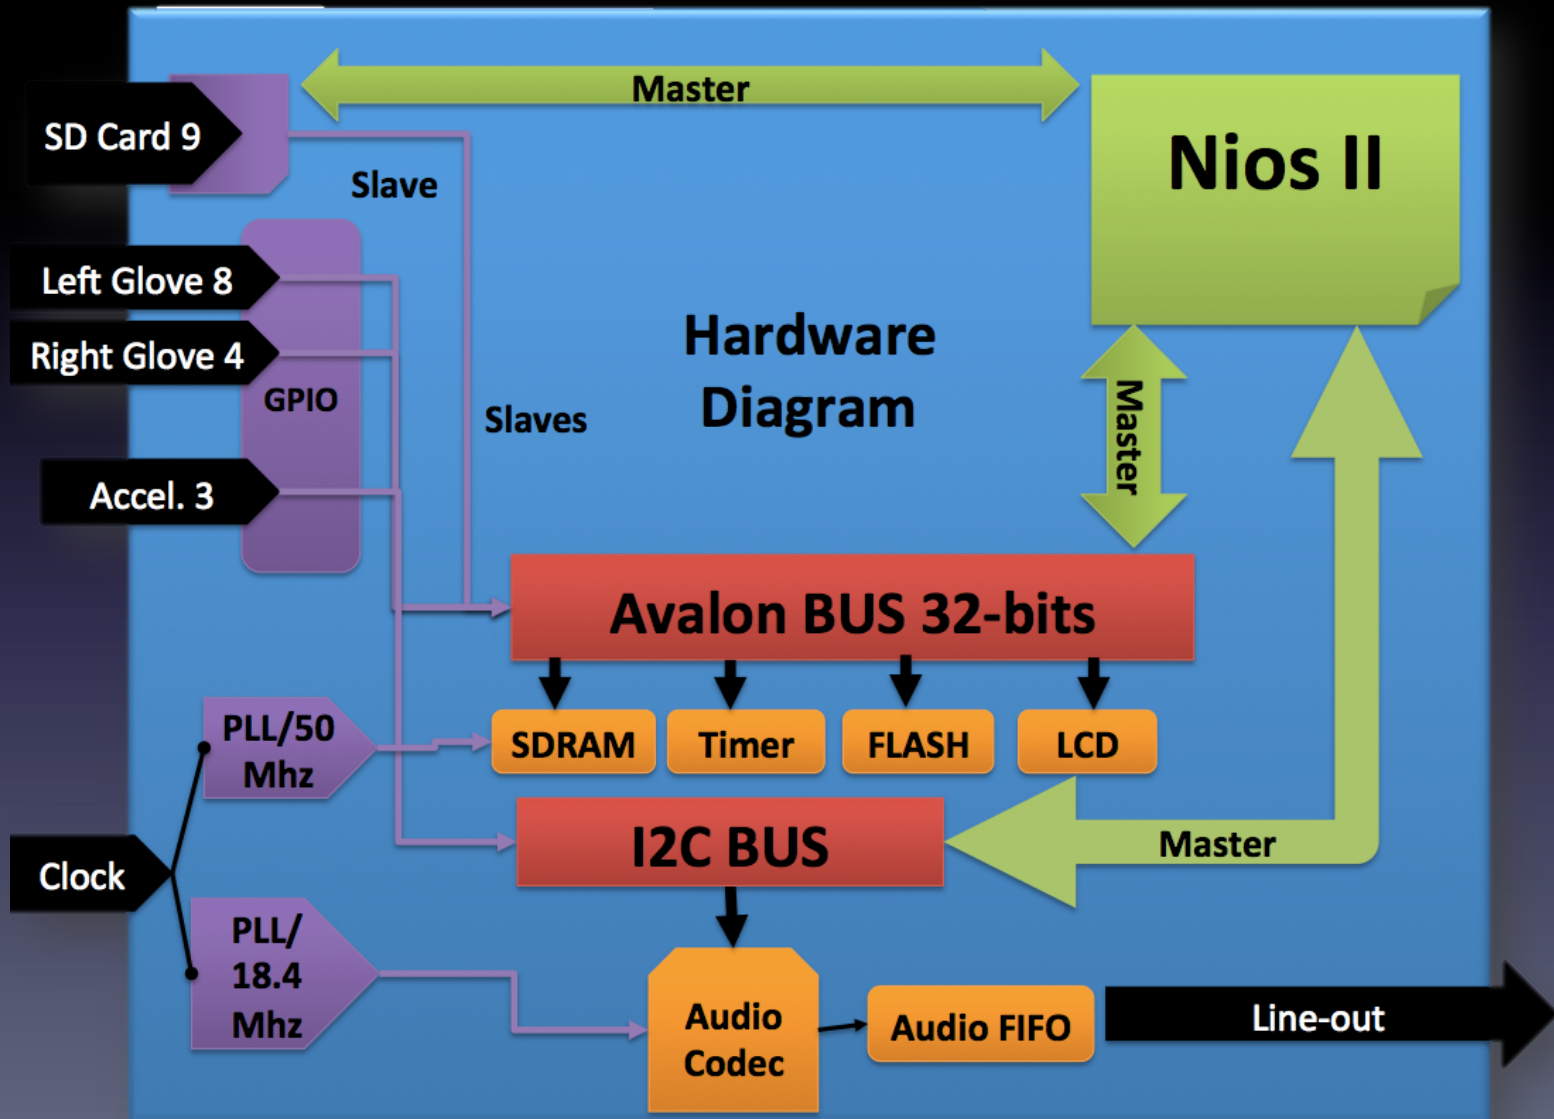 Master
SD Card 9
Nios II
Slave
Left Glove 8
Right Glove 4
GPIO
Hardware
Diagram
Slaves
Master
Accel. 3
Avalon BUS 32-bits
PLL/50
Mhz
SDRAM
Timer
FLASH
LCD
I2C BUS
Master
Clock
PLL/
18.4
Mhz
Audio
Codec
Audio FIFO
Line-out